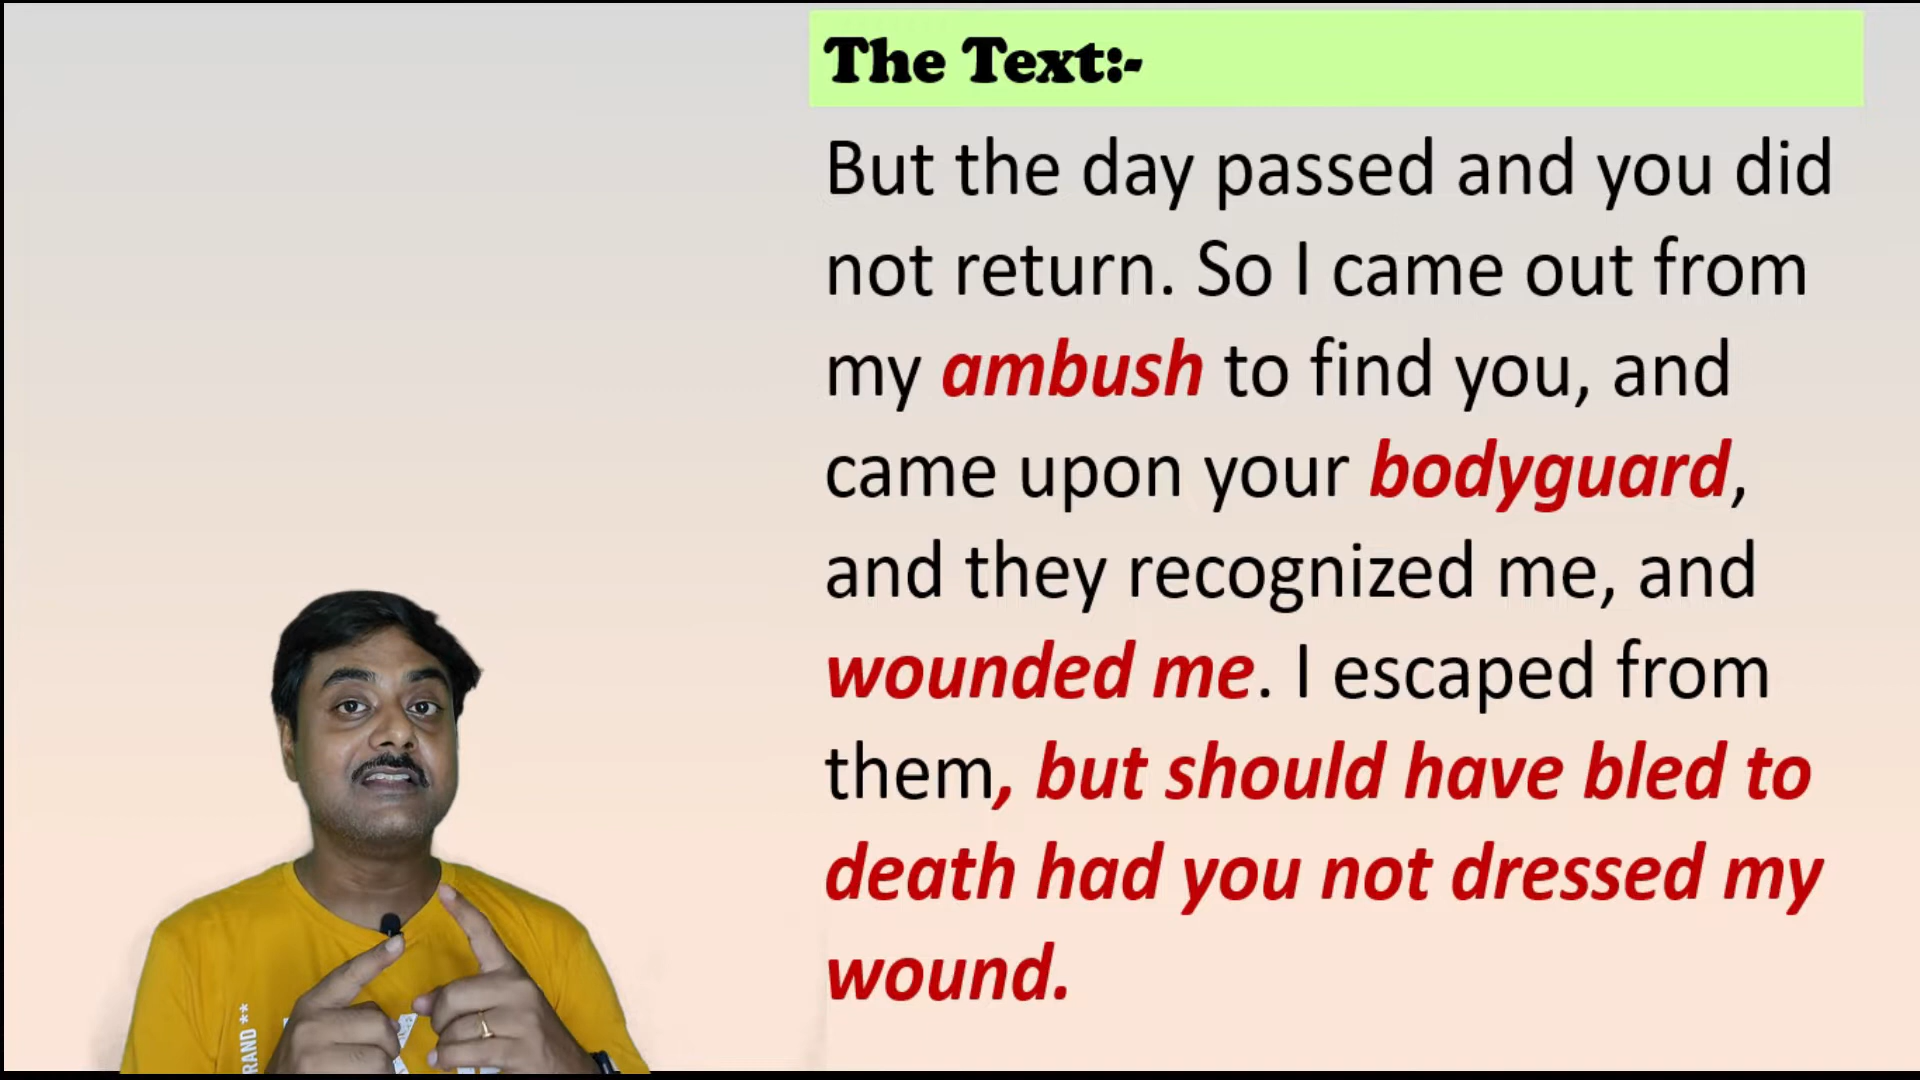 The Text:-
But the day passed and you did
not return. So I came out from
my ambush to find you, and
came upon your bodyguard,
and they recognized me, and
wounded me. I escaped from
them, but should have bled to
death had you not dressed my
wound.
RAND **